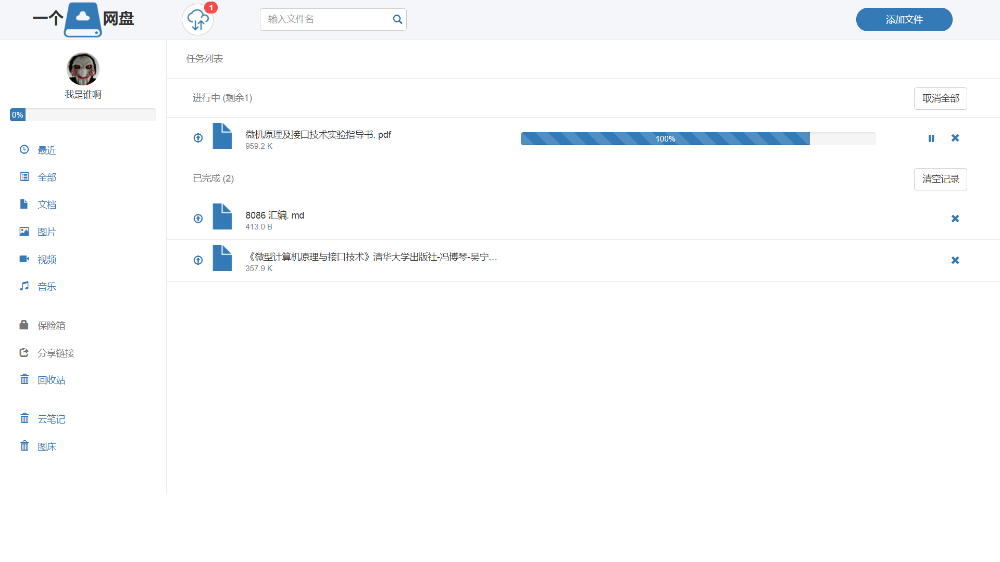 一个网盘
1
输入文件名
添加文件
我是谁啊
0%
最近
全部
文档
图片
视频
音乐
保险箱
分享链接
回收站
云笔记
图床
任务列表
进行中 (剩余1)
取消全部
微机原理及接口技术实验指导书. pdf
959.2 K
100%
已完成 (2)
清空记录
8086 汇编. md
413.0 B
《微型计算机原理与接口技术》清华大学出版社-冯博琴-吴宁…
357.9 K